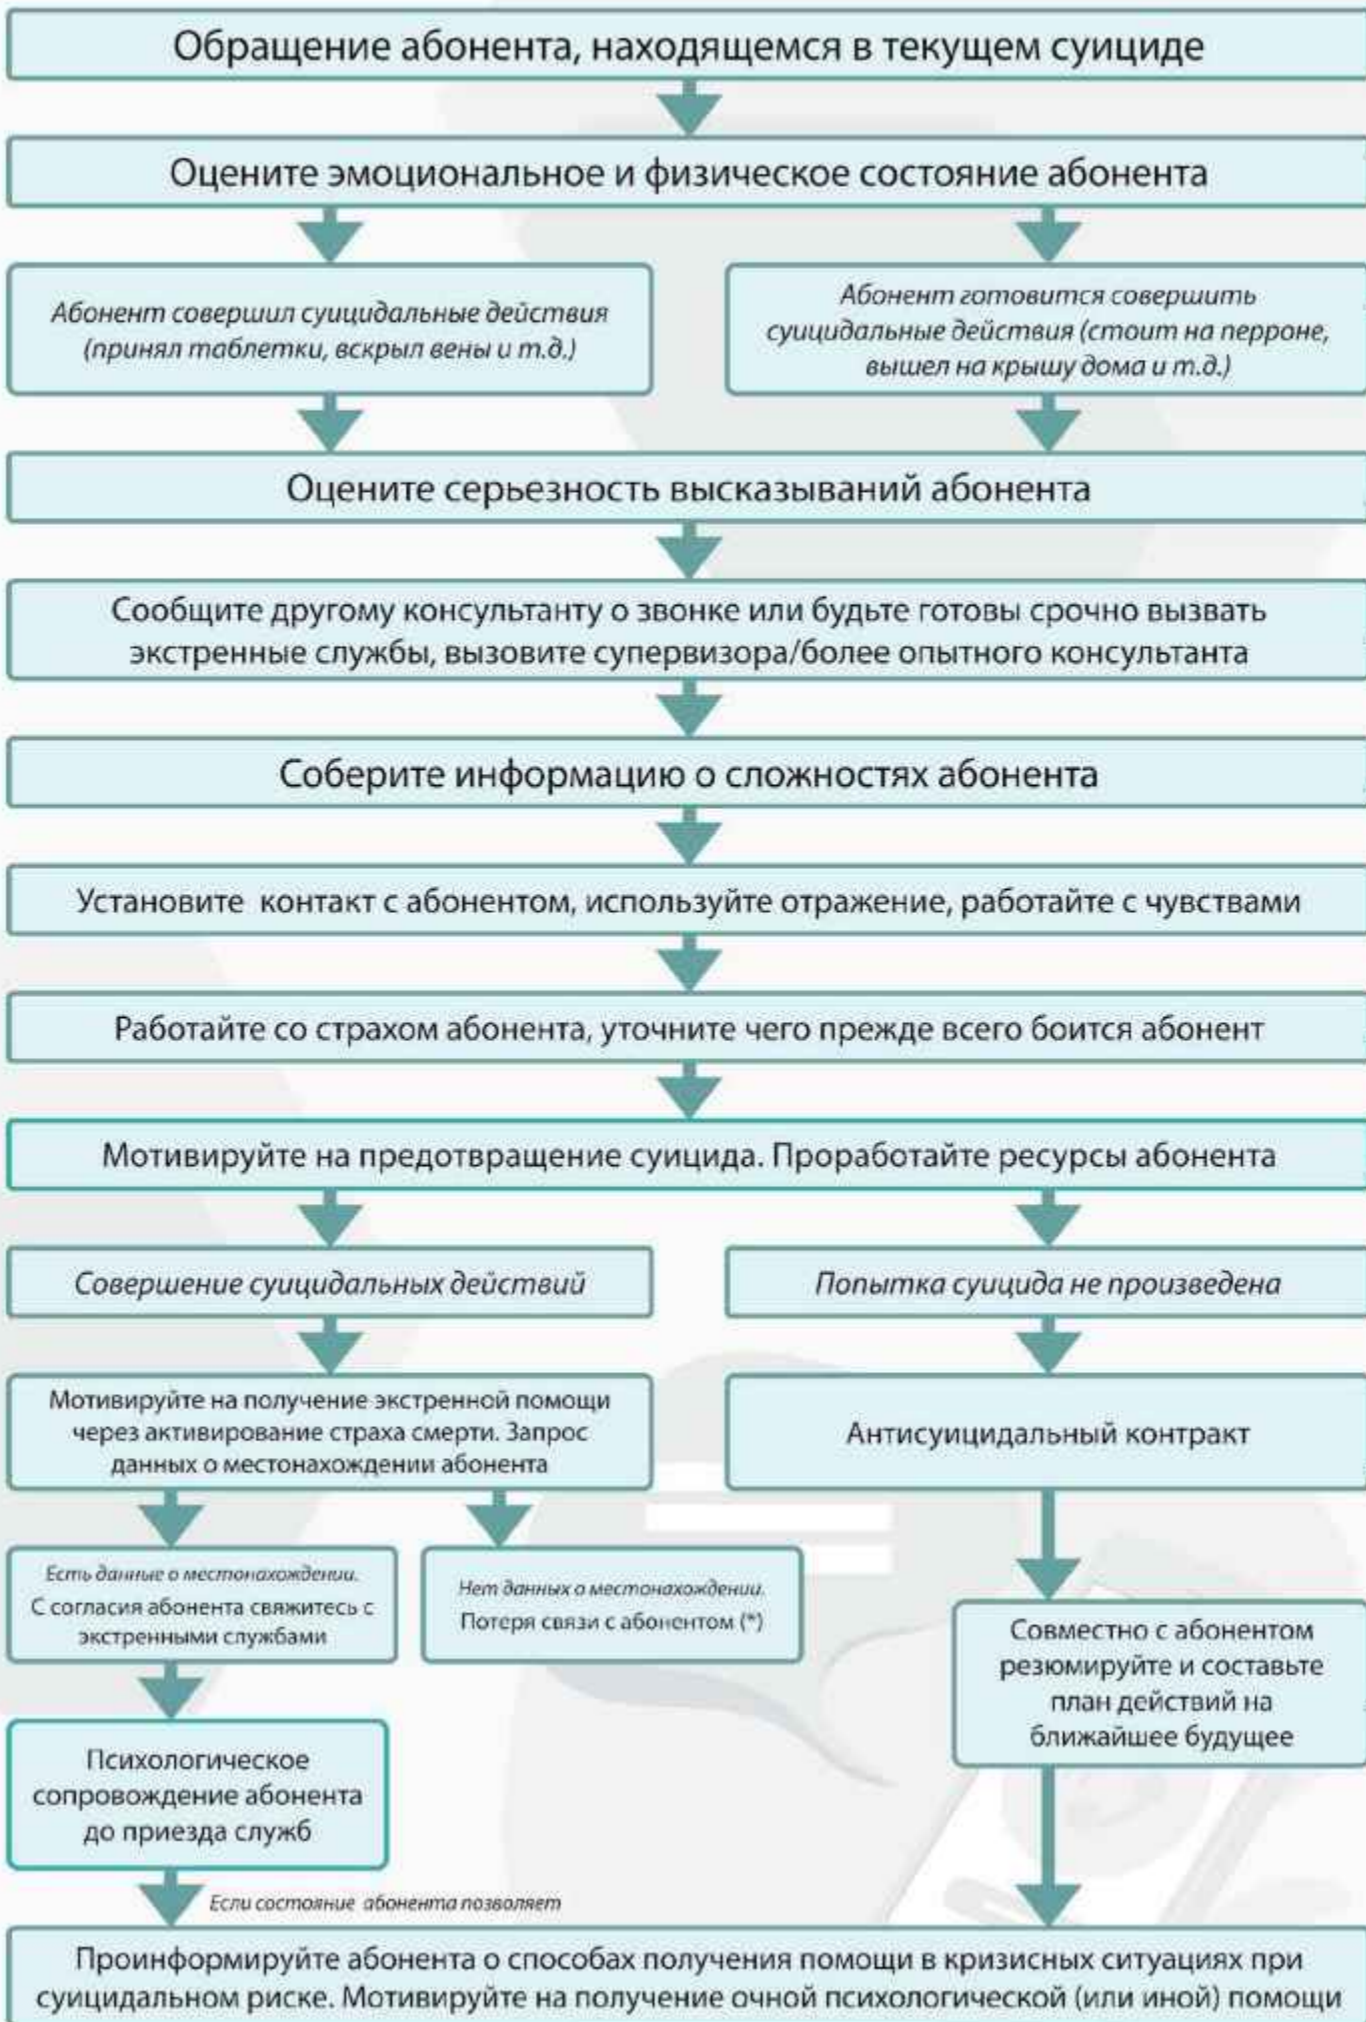 Обращение абонента, находящемся в текущем суициде
Оцените эмоциональное и физическое состояние абонента
Абонент совершил суицидальные действия
(принял таблетки, вскрыл вены и т.д.)
Абонент готовится совершить
суицидальные действия (стоит на перроне,
вышел на крышу дома и т.д.)
Оцените серьезность высказываний абонента
Сообщите другому консультанту о звонке или будьте готовы срочно вызвать
экстренные службы, вызовите супервизора/более опытного консультанта
Соберите информацию о сложностях абонента
Установите контакт с абонентом, используйте отражение, работайте с чувствами
Работайте со страхом абонента, уточните чего прежде всего боится абонент
Мотивируйте на предотвращение суицида. Проработайте ресурсы абонента
Совершение суицидальных действий
Попытка суицида не произведена
Мотивируйте на получение экстренной помощи
через активирование страха смерти. Запрос
данных о местонахождении абонента
Антисуицидальный контракт
Есть данные о местонахождении.
С согласия абонента свяжитесь с
экстренными службами
Нет данных о местонахождении.
Потеря связи с абонентом (*)
Совместно с абонентом
резюмируйте и составьте
план действий на
ближайшее будущее
Психологическое
сопровождение абонента
до приезда служб
Если состояние абонента позволяет
Проинформируйте абонента о способах получения помощи в кризисных ситуациях при
суицидальном риске. Мотивируйте на получение очной психологической (или иной) помощи